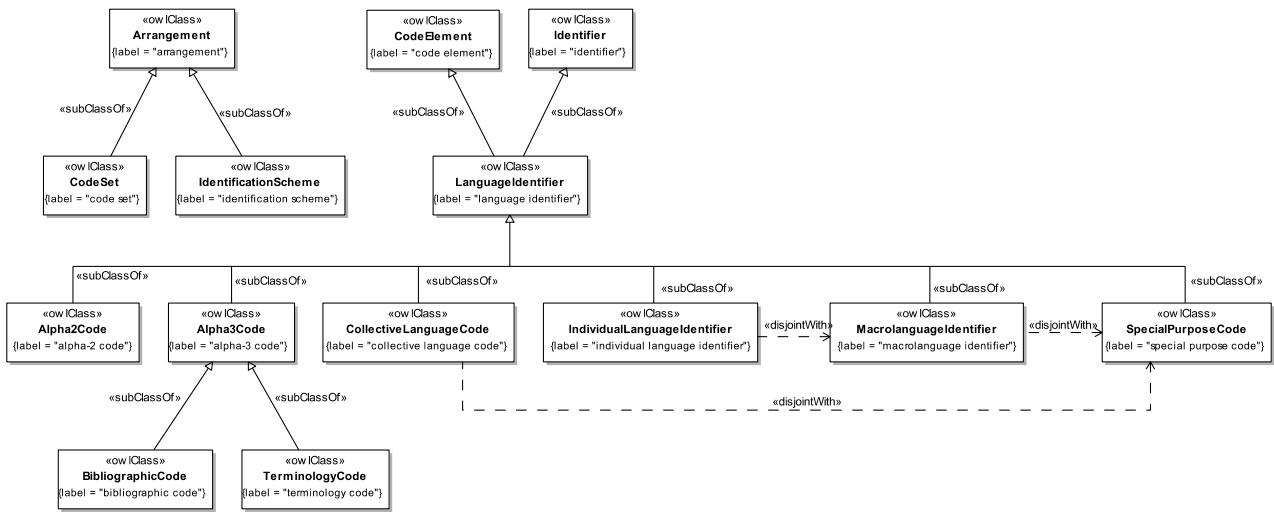 «owlClass»
Arrangement
{label = "arrangement"}
«owlClass»
CodeElement
{label = "code element"}
«owlClass»
Identifier
{label = "identifier"}
«subClassOf»
«subClassOf»
«subClassOf»
«subClassOf»
«owlClass»
CodeSet
{label = "code set"}
«owlClass»
IdentificationScheme
{label = "identification scheme"}
«owlClass»
LanguageIdentifier
{label = "language identifier"}
«subClassOf»
«subClassOf»
«subClassOf»
«subClassOf»
«subClassOf»
«subClassOf»
«owlClass»
Alpha2Code
{label = "alpha-2 code"}
«owlClass»
Alpha3Code
{label = "alpha-3 code"}
«owlClass»
CollectiveLanguageCode
{label = "collective language code"}
«owlClass»
IndividualLanguageIdentifier
{label = "individual language identifier"}
«disjointWith»
«owlClass»
MacrolanguageIdentifier
{label = "macrolanguage identifier"}
«disjointWith»
«owlClass»
SpecialPurposeCode
{label = "special purpose code"}
«subClassOf»
«subClassOf»
«disjointWith»
«owlClass»
BibliographicCode
{label = "bibliographic code"}
«owlClass»
TerminologyCode
{label = "terminology code"}